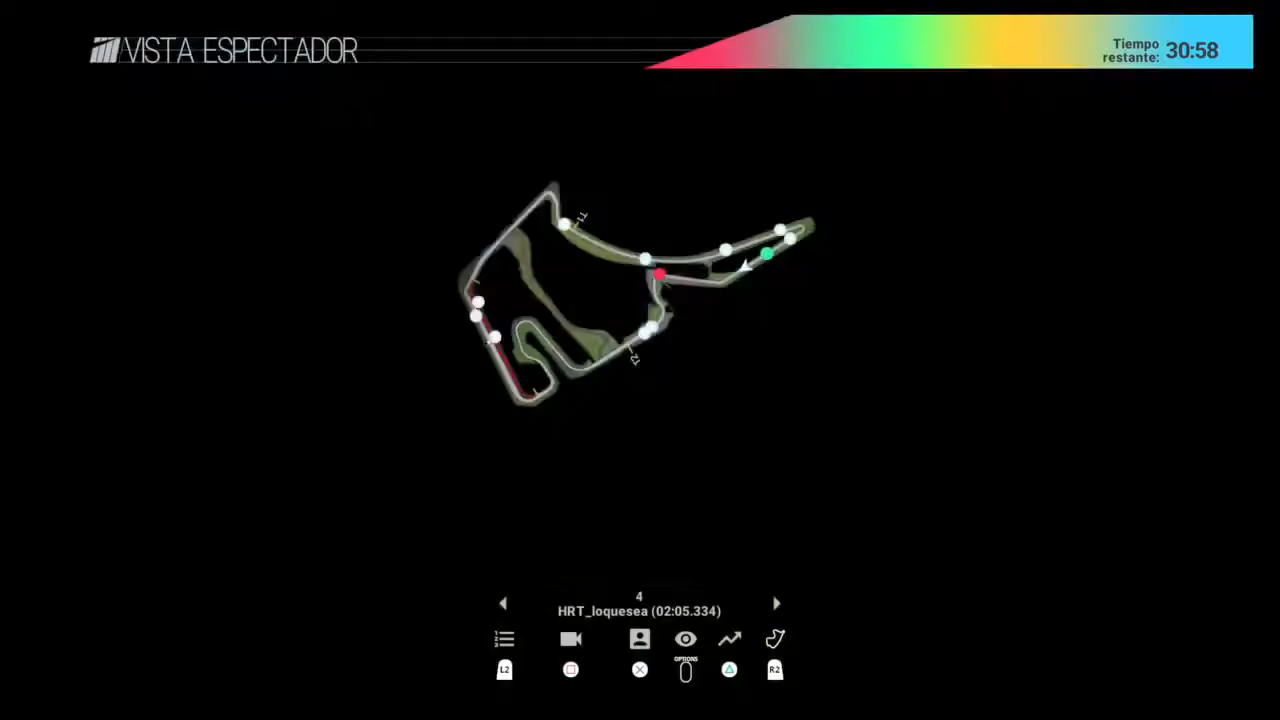 VISTA ESPECTADOR
Tiempo
restante: 30:58
T1
T2
4
HRT_loquesea (02:05.334)
OPTIONS
L2
R2